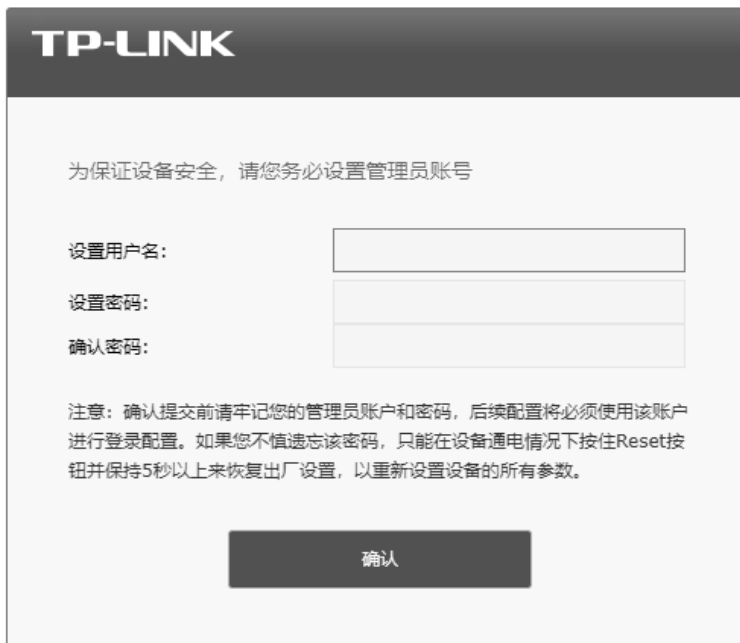 TP-LINK
为保证设备安全，请您务必设置管理员账号
设置用户名：
设置密码：
确认密码：
注意：确认提交前请牢记您的管理员账户和密码，后续配置将必须使用该账户
进行登录配置。如果您不慎遗忘该密码，只能在设备通电情况下按住Reset按
钮并保持5秒以上来恢复出厂设置，以重新设置设备的所有参数。
确认